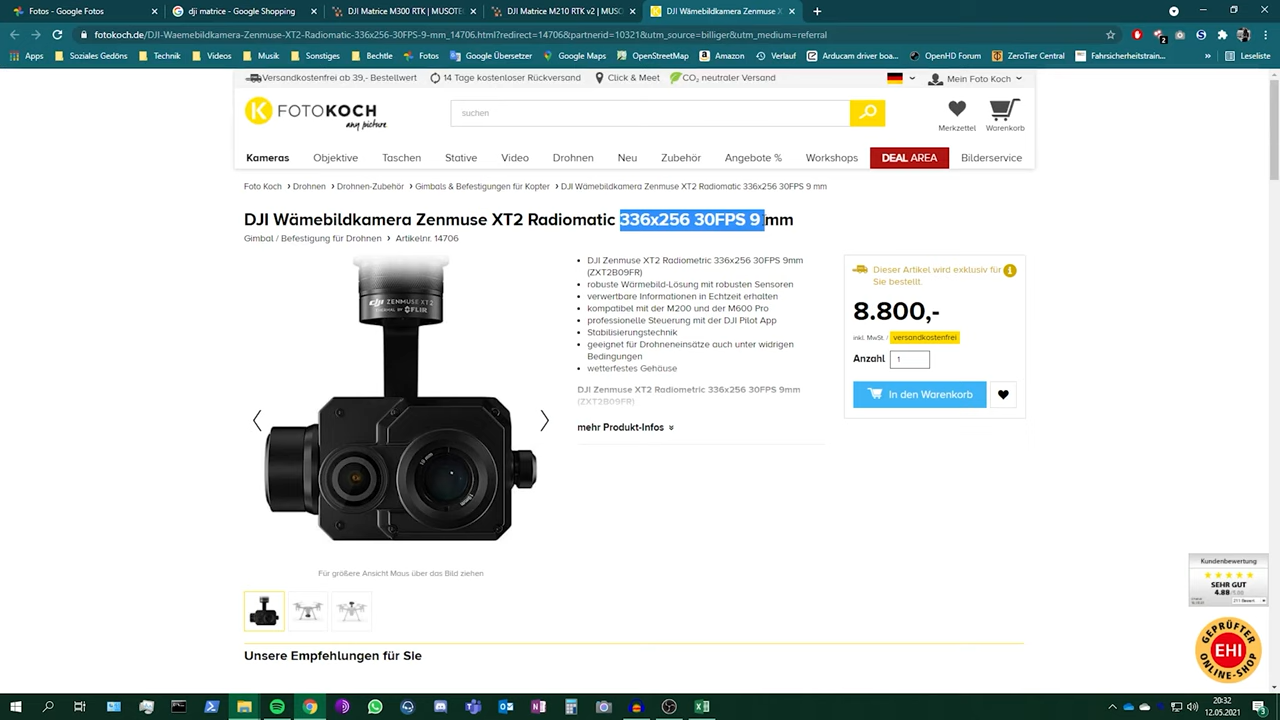 Fotos - Google Fotos
dji matrice - Google Suche
DJI Matrice M300 RTK | MUSOTE
DJI Matrice M210 RTK v2 | MUSC
DJI Wämebildkamera Zenmuse X
fotokoch.de/DJI-Waemebildkamera-Zenmuse-XT2-Radiomatic-336x256-30FPS-9-mm_14706.html?redirect=14706&partnerid=10321&utm_source=billiger&utm_medium=referral
Apps
Soziales Gedöns
Technik
Videos
Musik
Sonstiges
Bechtle
Fotos
Google Übersetzer
Google Maps
OpenStreetMap
Amazon
Verlauf
Arducam driver boa...
OpenHD Forum
ZeroTier Central
Fahrsicherheitstrain...
»
Leseliste
Versandkostenfrei ab 39,- Bestellwert
14 Tage kostenloser Rückversand
Click & Meet
CO₂ neutraler Versand
Mein Foto Koch
K FOTOKOCH
any picture
suchen
Merkzettel
Warenkorb
Kameras
Objektive
Taschen
Stative
Video
Drohnen
Neu
Zubehör
Angebote %
Workshops
DEAL AREA
Bilderservice
Foto Koch › Drohnen › Drohnen-Zubehör › Gimbals & Befestigungen für Kopter › DJI Wämebildkamera Zenmuse XT2 Radiomatic 336x256 30FPS 9 mm
DJI Wämebildkamera Zenmuse XT2 Radiomatic 336x256 30FPS 9 mm
Gimbal / Befestigung für Drohnen › Artikelnr. 14706
dji ZENMUSE XT2
THERMAL BY FLIR
19 mm
19mm
• DJI Zenmuse XT2 Radiometric 336x256 30FPS 9mm
(ZXT2B09FR)
• robuste Wärmebild-Lösung mit robusten Sensoren
• verwertbare Informationen in Echtzeit erhalten
• kompatibel mit der M200 und der M600 Pro
• professionelle Steuerung mit der DJI Pilot App
• Stabilisierungstechnik
• geeignet für Drohneneinsätze auch unter widrigen
Bedingungen
• wetterfestes Gehäuse
DJI Zenmuse XT2 Radiometric 336x256 30FPS 9mm
(ZXT2B09FR)
mehr Produkt-Infos
Dieser Artikel wird exklusiv für
Sie bestellt.
8.800,-
inkl. MwSt. / versandkostenfrei
Anzahl
1
In den Warenkorb
Für größere Ansicht Maus über das Bild ziehen
Unsere Empfehlungen für Sie
Kundenbewertung
SEHR GUT
4.88 /5.00
GEPRÜFTER
EHI
ONLINE-SHOP
20:32
12.05.2021
3